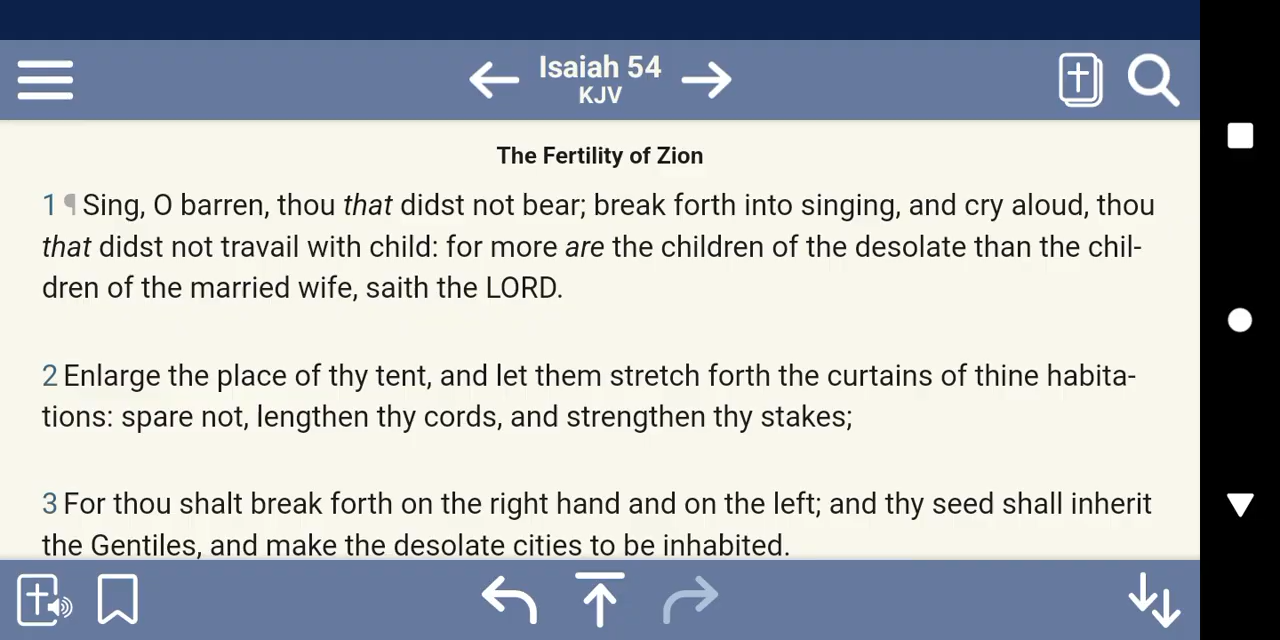 Isaiah 54
KJV
The Fertility of Zion
1 ¶ Sing, O barren, thou that didst not bear; break forth into singing, and cry aloud, thou
that didst not travail with child: for more are the children of the desolate than the chil-
dren of the married wife, saith the LORD.
2 Enlarge the place of thy tent, and let them stretch forth the curtains of thine habita-
tions: spare not, lengthen thy cords, and strengthen thy stakes;
3 For thou shalt break forth on the right hand and on the left; and thy seed shall inherit
the Gentiles, and make the desolate cities to be inhabited.